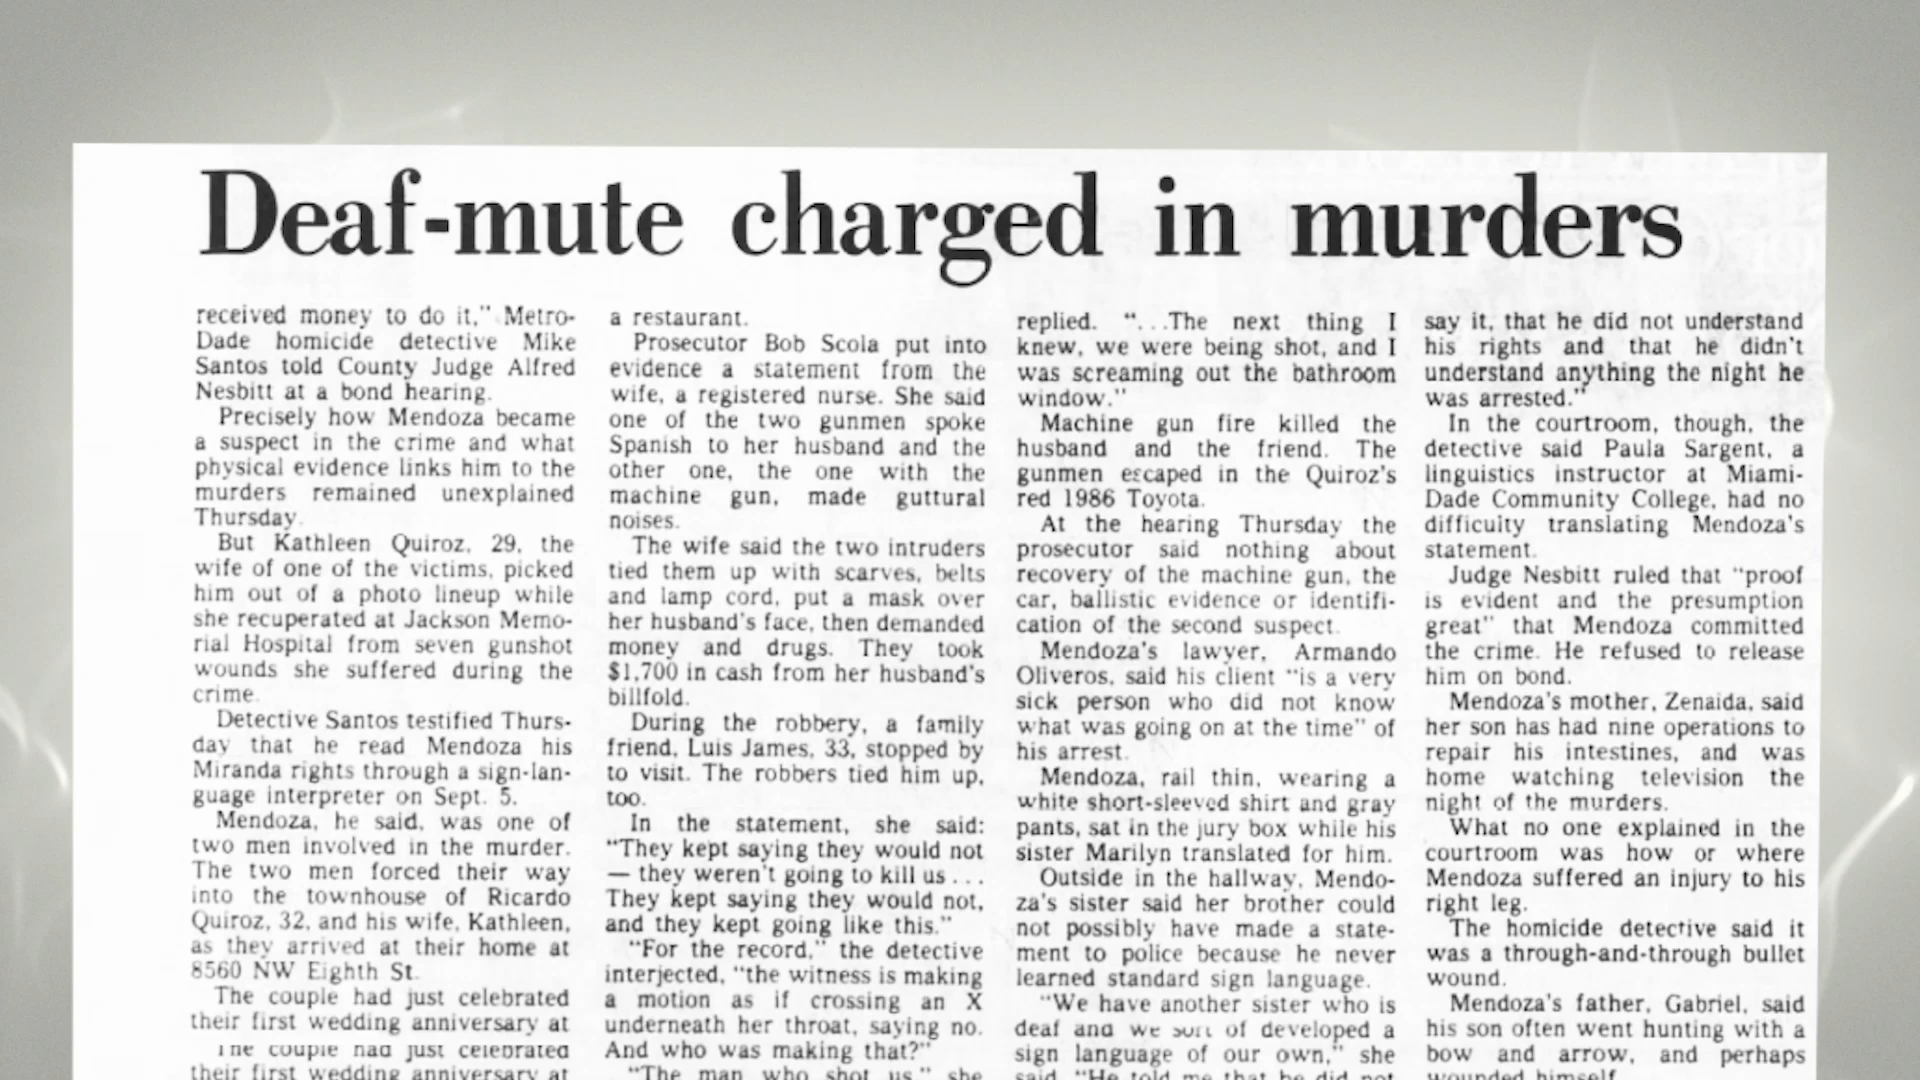 Deaf-mute charged in murders
received money to do it," Metro-
Dade homicide detective Mike
Santos told County Judge Alfred
Nesbitt at a bond hearing.
Precisely how Mendoza became
a suspect in the crime and what
physical evidence links him to the
murders remained unexplained
Thursday.
But Kathleen Quiroz, 29, the
wife of one of the victims, picked
him out of a photo lineup while
she recuperated at Jackson Memo-
rial Hospital from seven gunshot
wounds she suffered during the
crime.
Detective Santos testified Thurs-
day that he read Mendoza his
Miranda rights through a sign-lan-
guage interpreter on Sept. 5.
Mendoza, he said, was one of
two men involved in the murder.
The two men forced their way
into the townhouse of Ricardo
Quiroz, 32, and his wife, Kathleen,
as they arrived at their home at
8560 NW Eighth St.
The couple had just celebrated
their first wedding anniversary at
The couple had just celebrated
their first wedding anniversary at
a restaurant.
Prosecutor Bob Scola put into
evidence a statement from the
wife, a registered nurse. She said
one of the two gunmen spoke
Spanish to her husband and the
other one, the one with the
machine gun, made guttural
noises.
The wife said the two intruders
tied them up with scarves, belts
and lamp cord, put a mask over
her husband's face, then demanded
money and drugs. They took
$1,700 in cash from her husband's
billfold.
During the robbery, a family
friend, Luis James, 33, stopped by
to visit. The robbers tied him up,
too.
In the statement, she said:
"They kept saying they would not
— they weren't going to kill us . . .
They kept saying they would not,
and they kept going like this."
"For the record," the detective
interjected, "the witness is making
a motion as if crossing an X
underneath her throat, saying no.
And who was making that?"
"The man who shot us," she
replied. ". . .The next thing I
knew, we were being shot, and I
was screaming out the bathroom
window."
Machine gun fire killed the
husband and the friend. The
gunmen escaped in the Quiroz's
red 1986 Toyota.
At the hearing Thursday the
prosecutor said nothing about
recovery of the machine gun, the
car, ballistic evidence or identifi-
cation of the second suspect.
Mendoza's lawyer, Armando
Oliveros, said his client "is a very
sick person who did not know
what was going on at the time" of
his arrest.
Mendoza, rail thin, wearing a
white short-sleeved shirt and gray
pants, sat in the jury box while his
sister Marilyn translated for him.
Outside in the hallway, Mendo-
za's sister said her brother could
not possibly have made a state-
ment to police because he never
learned standard sign language.
"We have another sister who is
deaf and we sort of developed a
sign language of our own," she
said. "He told me that he did not
say it, that he did not understand
his rights and that he didn't
understand anything the night he
was arrested."
In the courtroom, though, the
detective said Paula Sargent, a
linguistics instructor at Miami-
Dade Community College, had no
difficulty translating Mendoza's
statement.
Judge Nesbitt ruled that "proof
is evident and the presumption
great" that Mendoza committed
the crime. He refused to release
him on bond.
Mendoza's mother, Zenaida, said
her son has had nine operations to
repair his intestines, and was
home watching television the
night of the murders.
What no one explained in the
courtroom was how or where
Mendoza suffered an injury to his
right leg.
The homicide detective said it
was a through-and-through bullet
wound.
Mendoza's father, Gabriel, said
his son often went hunting with a
bow and arrow, and perhaps
wounded himself.